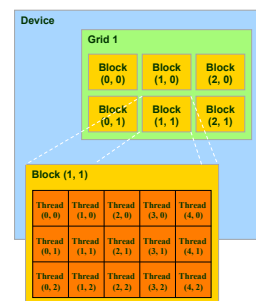 Device
Grid 1
Block Block Block
(0, 0) (1, 0) (2, 0)
Block Block Block
(0, 1) (1, 1) (2, 1)
Block (1, 1)
Thread Thread Thread Thread Thread
(0, 0) (1, 0) (2, 0) (3, 0) (4, 0)
Thread Thread Thread Thread Thread
(0, 1) (1, 1) (2, 1) (3, 1) (4, 1)
Thread Thread Thread Thread Thread
(0, 2) (1, 2) (2, 2) (3, 2) (4, 2)